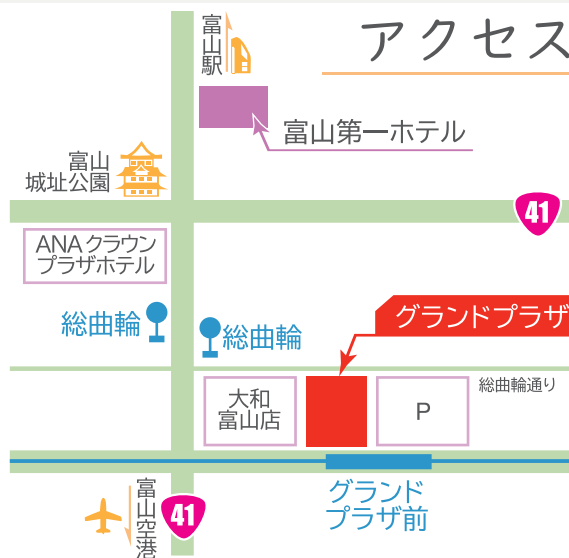 アクセス
富山駅
富山第一ホテル
富山
城址公園
41
ANAクラウン
プラザホテル
総曲輪
総曲輪
グランドプラザ
総曲輪通り
大和
富山店
P
グランド
プラザ前
富山空港
41